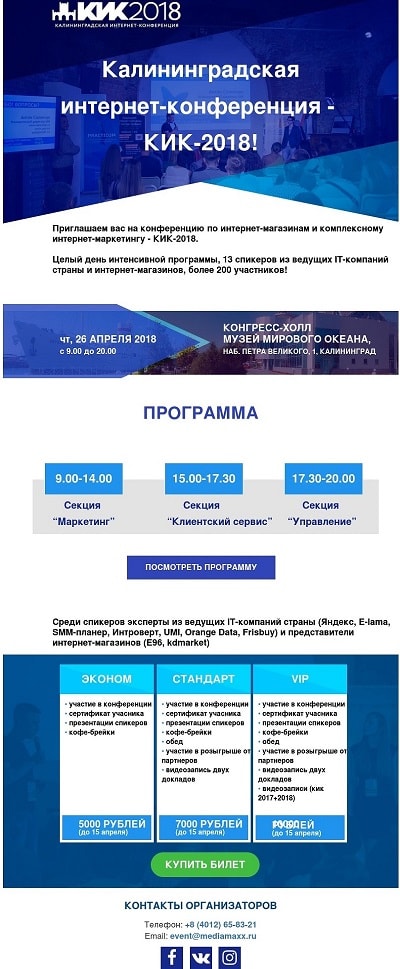 КИК2018
КАЛИНИНГРАДСКАЯ ИНТЕРНЕТ-КОНФЕРЕНЦИЯ
Калининградская
интернет-конференция -
КИК-2018!
Приглашаем вас на конференцию по интернет-магазинам и комплексному
интернет-маркетингу - КИК-2018.
Целый день интенсивной программы, 13 спикеров из ведущих IT-компаний
страны и интернет-магазинов, более 200 участников!
чт, 26 АПРЕЛЯ 2018
с 9.00 до 20.00
КОНГРЕСС-ХОЛЛ
МУЗЕЙ МИРОВОГО ОКЕАНА,
НАБ. ПЕТРА ВЕЛИКОГО, 1, КАЛИНИНГРАД
ПРОГРАММА
9.00-14.00
Секция
“Маркетинг”
15.00-17.30
Секция
“Клиентский сервис”
17.30-20.00
Секция
“Управление”
ПОСМОТРЕТЬ ПРОГРАММУ
Среди спикеров эксперты из ведущих IT-компаний страны (Яндекс, E-lama,
SMM-планер, Интроверт, UMI, Orange Data, Frisbuy) и представители
интернет-магазинов (E96, kdmarket)
ЭКОНОМ
- участие в конференции
- сертификат учасника
- презентации спикеров
- кофе-брейки
5000 РУБЛЕЙ
(до 15 апреля)
СТАНДАРТ
- участие в конференции
- сертификат учасника
- презентации спикеров
- кофе-брейки
- обед
- участие в розыгрыше от
партнеров
- видеозапись двух
докладов
7000 РУБЛЕЙ
(до 15 апреля)
VIP
- участие в конференции
- сертификат учасника
- презентации спикеров
- кофе-брейки
- обед
- участие в розыгрыше от
партнеров
- видеозапись двух
докладов
- видеозаписи (кик
2017+2018)
РУБЛЕЙ
(до 15 апреля)
КУПИТЬ БИЛЕТ
КОНТАКТЫ ОРГАНИЗАТОРОВ
Телефон: +8 (4012) 65-83-21
Email: event@mediamaxx.ru